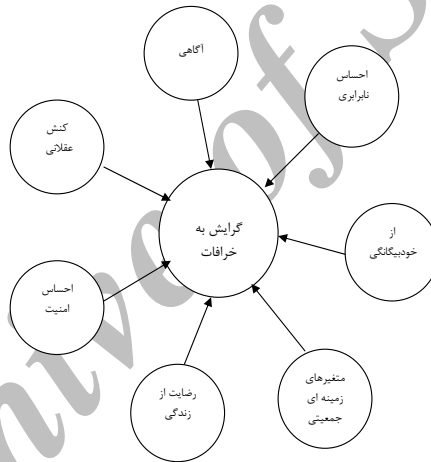 آگاهی
احساس
نابرابری
از
خودبیگانگی
متغیرهای
زمینه ای
جمعیتی
رضایت از
زندگی
احساس
امنیت
کنش
عقلانی
گرایش به
خرافات